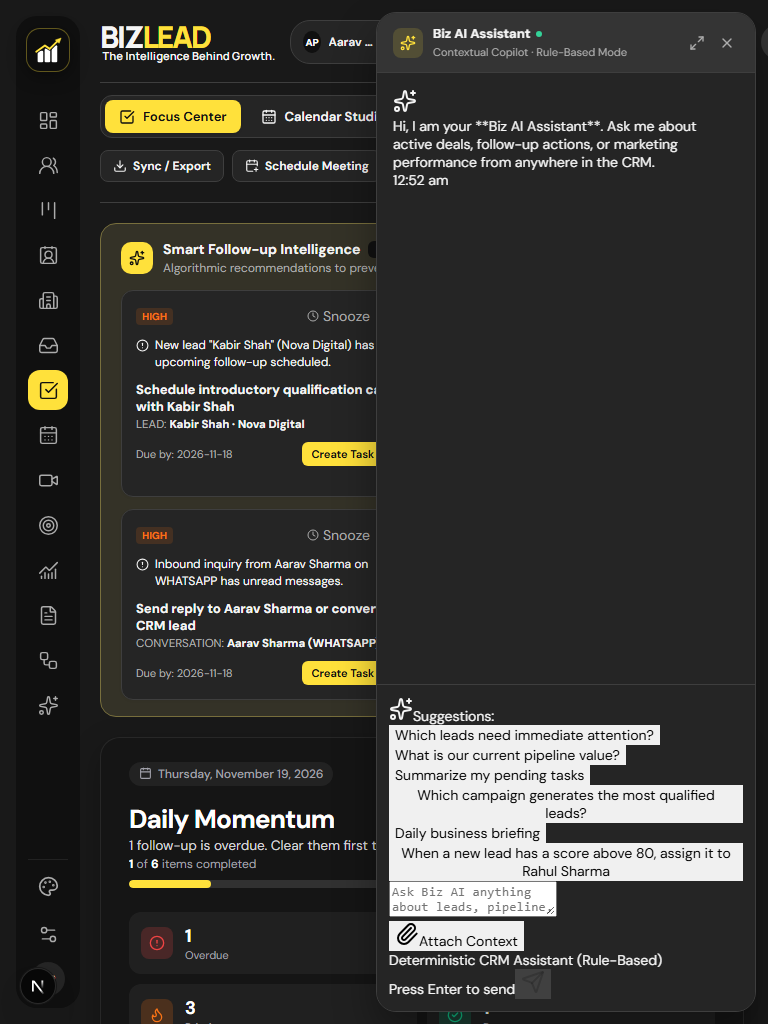 BIZLEAD
The Intelligence Behind Growth.
AP Aarav ...
Focus Center
Calendar Studi
Sync / Export
Schedule Meeting
Smart Follow-up Intelligence
Algorithmic recommendations to preve
HIGH
Snooze
New lead "Kabir Shah" (Nova Digital) has
upcoming follow-up scheduled.
Schedule introductory qualification ca
with Kabir Shah
LEAD: Kabir Shah · Nova Digital
Due by: 2026-11-18
Create Task
HIGH
Snooze
Inbound inquiry from Aarav Sharma on
WHATSAPP has unread messages.
Send reply to Aarav Sharma or conver
CRM lead
CONVERSATION: Aarav Sharma (WHATSAPP
Due by: 2026-11-18
Create Task
Thursday, November 19, 2026
Daily Momentum
1 follow-up is overdue. Clear them first t
1 of 6 items completed
1
Overdue
3
N
Biz AI Assistant
Contextual Copilot · Rule-Based Mode
Hi, I am your **Biz AI Assistant**. Ask me about
active deals, follow-up actions, or marketing
performance from anywhere in the CRM.
12:52 am
Suggestions:
Which leads need immediate attention?
What is our current pipeline value?
Summarize my pending tasks
Which campaign generates the most qualified
leads?
Daily business briefing
When a new lead has a score above 80, assign it to
Rahul Sharma
Ask Biz AI anything
about leads, pipeline,
Attach Context
Deterministic CRM Assistant (Rule-Based)
Press Enter to send